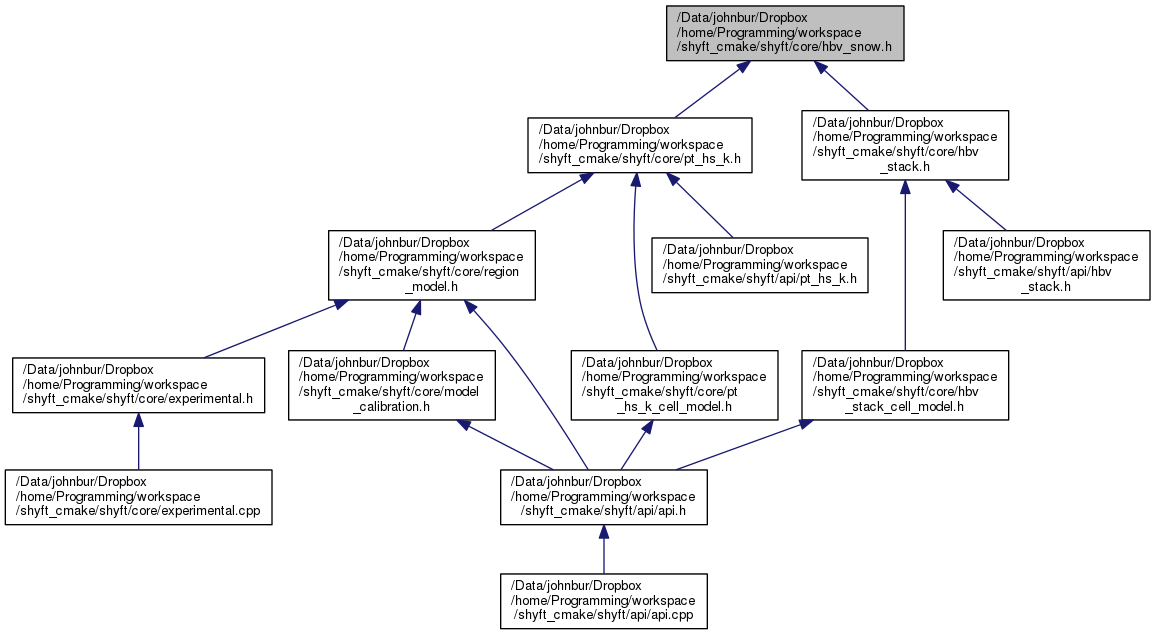 /Data/johnbur/Dropbox
/home/Programming/workspace
/shyft_cmake/shyft/core/hbv_snow.h
/Data/johnbur/Dropbox
/home/Programming/workspace
/shyft_cmake/shyft/core/pt_hs_k.h
/Data/johnbur/Dropbox
/home/Programming/workspace
/shyft_cmake/shyft/core/hbv
_stack.h
/Data/johnbur/Dropbox
/home/Programming/workspace
/shyft_cmake/shyft/core/region
_model.h
/Data/johnbur/Dropbox
/home/Programming/workspace
/shyft_cmake/shyft/api/pt_hs_k.h
/Data/johnbur/Dropbox
/home/Programming/workspace
/shyft_cmake/shyft/api/hbv
_stack.h
/Data/johnbur/Dropbox
/home/Programming/workspace
/shyft_cmake/shyft/core/experimental.h
/Data/johnbur/Dropbox
/home/Programming/workspace
/shyft_cmake/shyft/core/model
_calibration.h
/Data/johnbur/Dropbox
/home/Programming/workspace
/shyft_cmake/shyft/core/pt
_hs_k_cell_model.h
/Data/johnbur/Dropbox
/home/Programming/workspace
/shyft_cmake/shyft/core/hbv
_stack_cell_model.h
/Data/johnbur/Dropbox
/home/Programming/workspace
/shyft_cmake/shyft/core/experimental.cpp
/Data/johnbur/Dropbox
/home/Programming/workspace
/shyft_cmake/shyft/api/api.h
/Data/johnbur/Dropbox
/home/Programming/workspace
/shyft_cmake/shyft/api/api.cpp